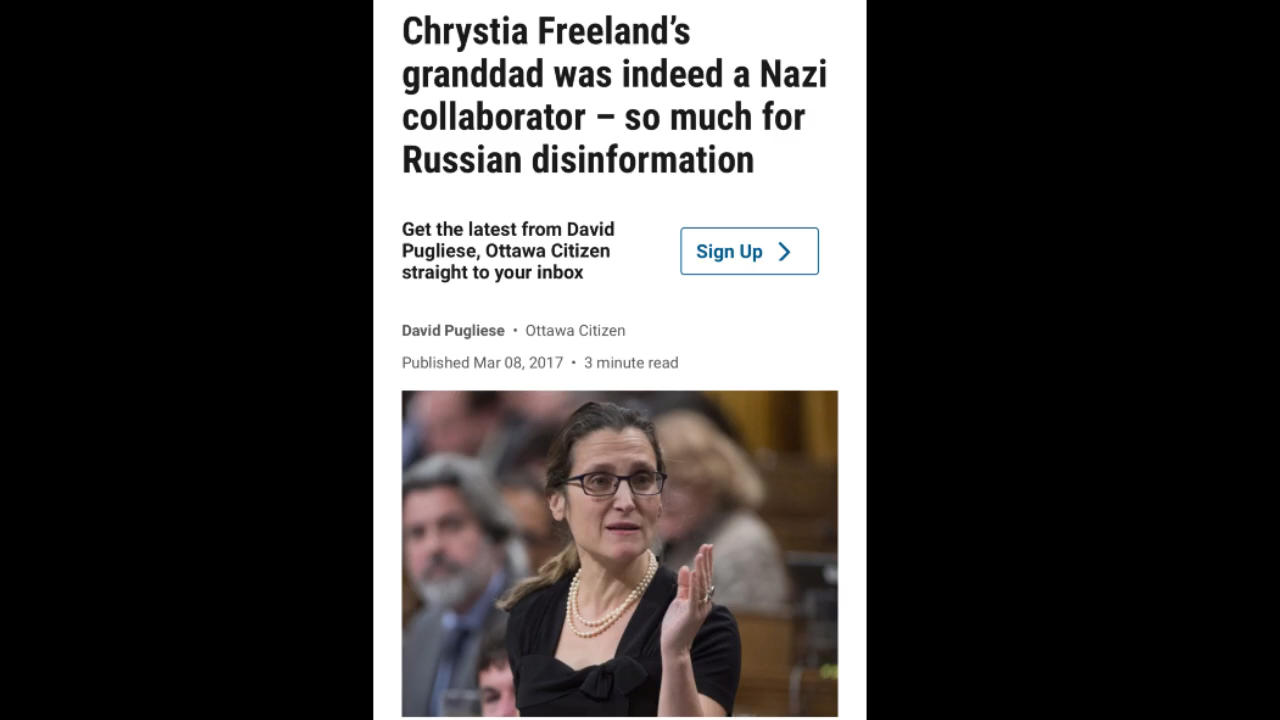 Chrystia Freeland’s
granddad was indeed a Nazi
collaborator – so much for
Russian disinformation
Get the latest from David
Pugliese, Ottawa Citizen
straight to your inbox
Sign Up
David Pugliese • Ottawa Citizen
Published Mar 08, 2017 • 3 minute read